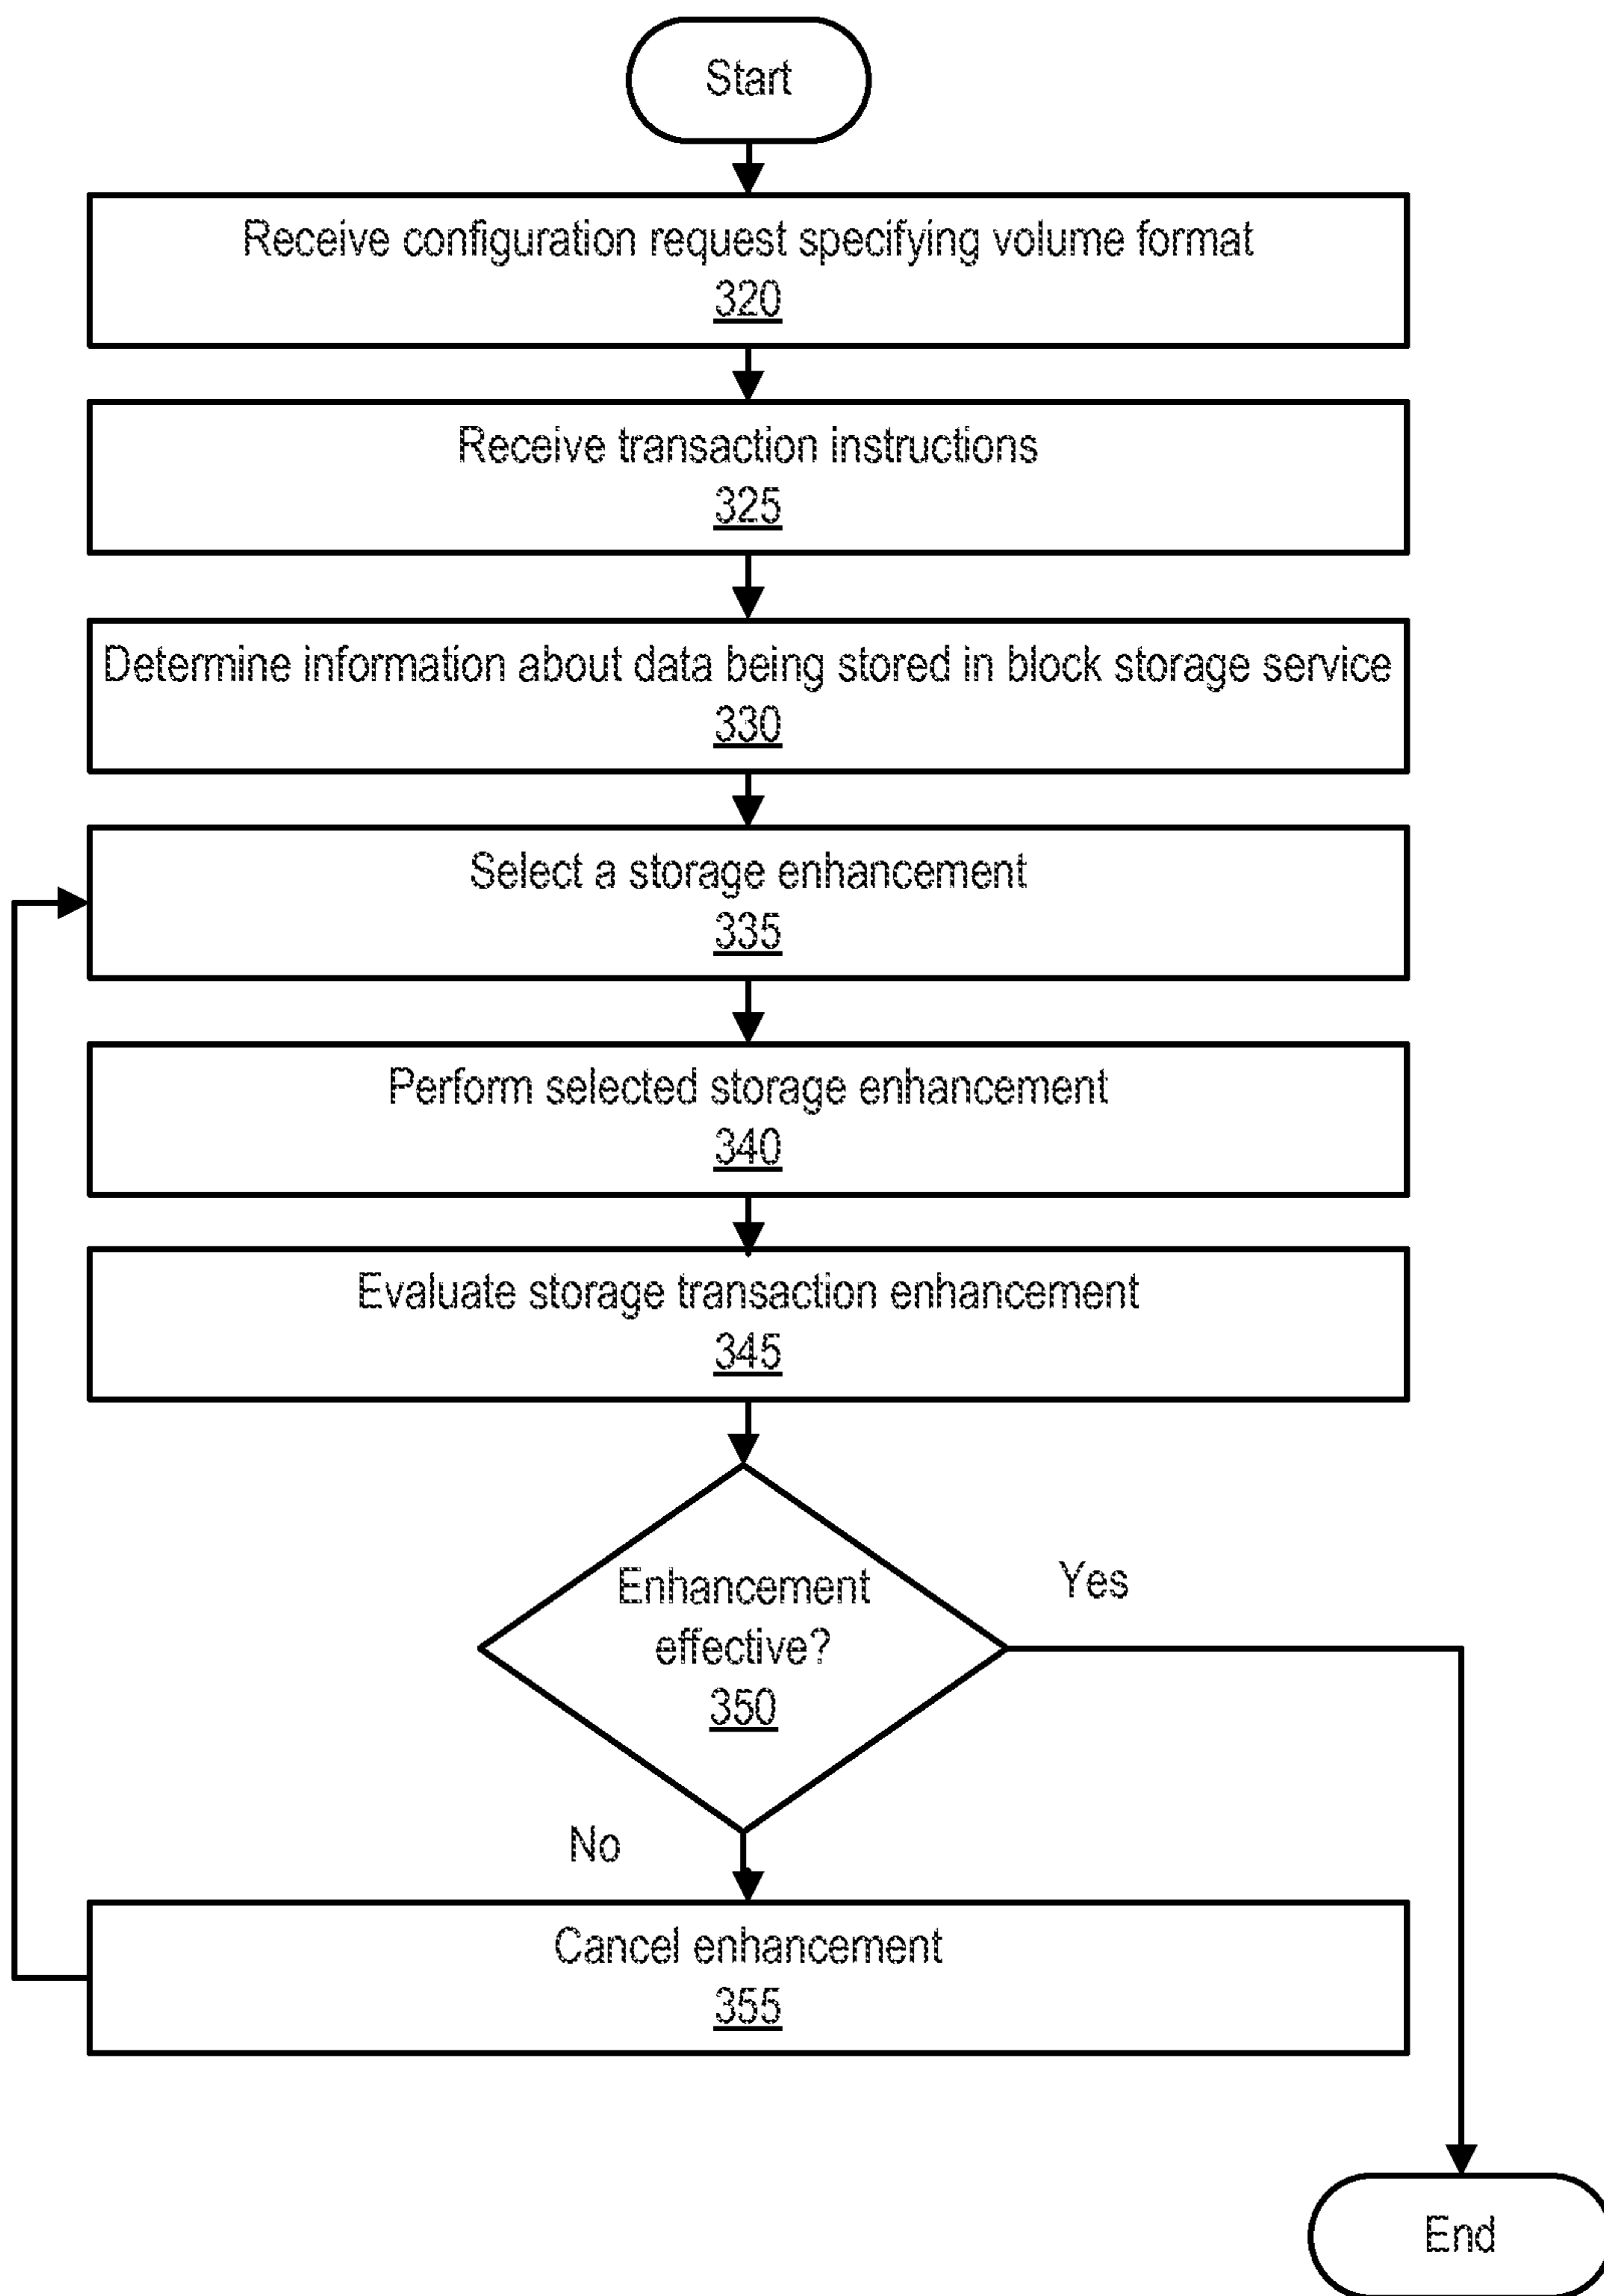 Start
Receive configuration request specifying volume format
320
Receive transaction instructions
325
Determine information about data being stored in block storage service
330
Select a storage enhancement
335
Perform selected storage enhancement
340
Evaluate storage transaction enhancement
345
Enhancement
effective?
350
Yes
No
Cancel enhancement
355
End